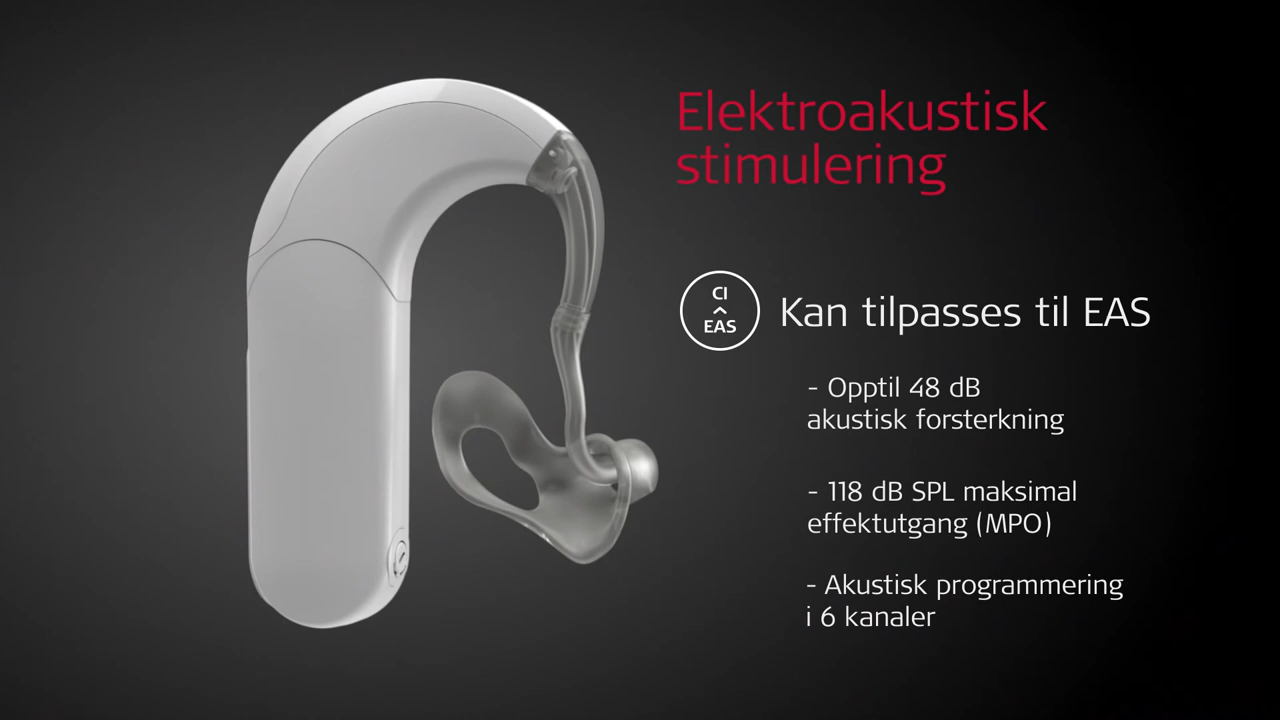 Elektroakustisk
stimulering
CI
EAS
Kan tilpasses til EAS
- Opptil 48 dB
akustisk forsterkning
- 118 dB SPL maksimal
effektutgang (MPO)
- Akustisk programmering
i 6 kanaler